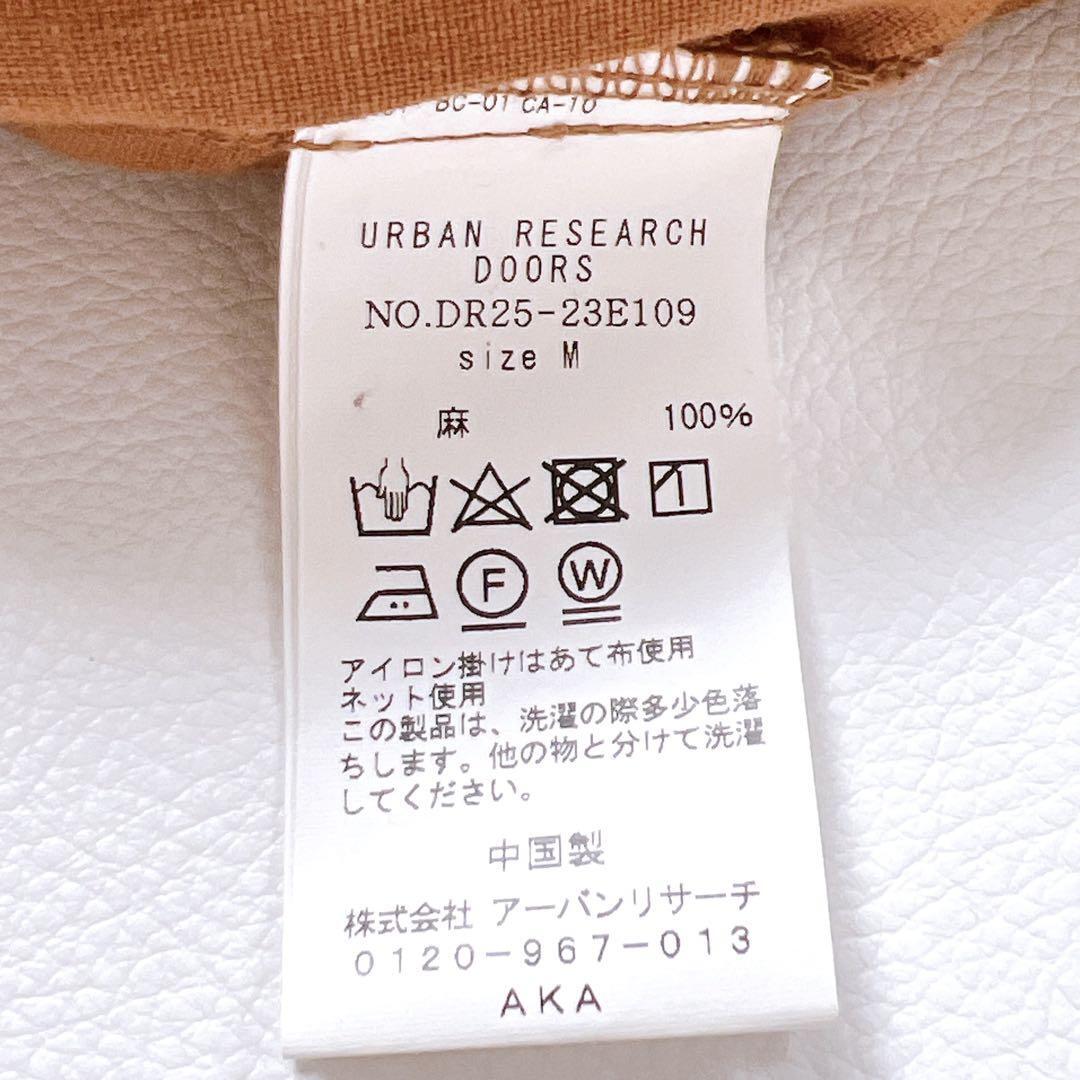 BC-01 CA-10
URBAN RESEARCH
DOORS
NO.DR25-23E109
size M
麻 100%
F W
アイロン掛けはあて布使用
ネット使用
この製品は、洗濯の際多少色落
ちします。他の物と分けて洗濯
してください。
中国製
株式会社 アーバンリサーチ
0120-967-013
AKA